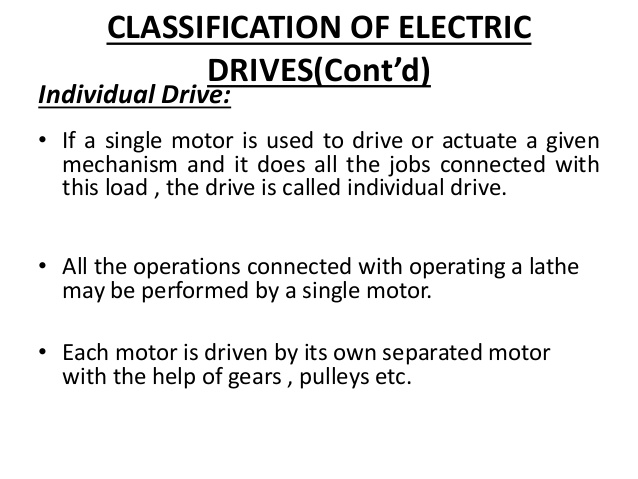 CLASSIFICATION OF ELECTRIC
DRIVES(Cont’d)
Individual Drive:
• If a single motor is used to drive or actuate a given
mechanism and it does all the jobs connected with
this load , the drive is called individual drive.
• All the operations connected with operating a lathe
may be performed by a single motor.
• Each motor is driven by its own separated motor
with the help of gears , pulleys etc.